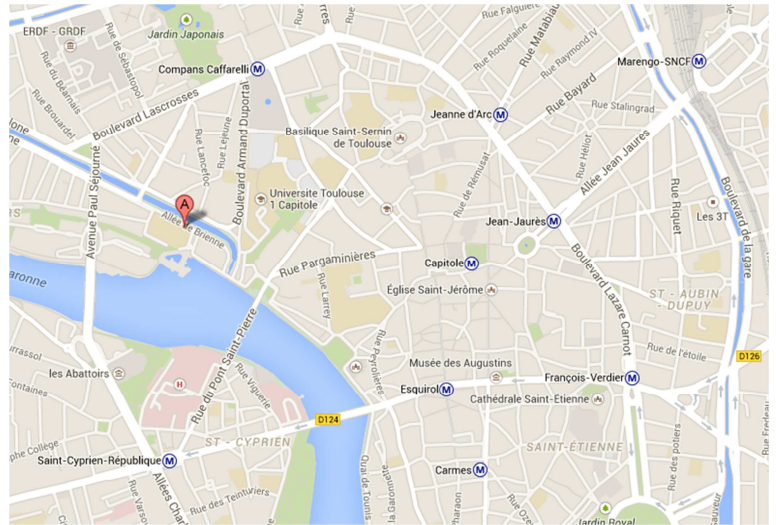 ERDF - GRDF
Jardin Japonais
Rue de Sébastopol
Rue du Béarnais
Rue Brouardel
Compans Caffarelli
Boulevard Lascrosses
Rue Lancefoc
Rue Lejeune
Boulevard Armand Duportal
Rue Falguière
Rue Matabiau
Rue Roquelaine
Rue Raymond IV
Rue Bayard
Marengo-SNCF
Rue Stalingrad
Jeanne d'Arc
Basilique Saint-Sernin
de Toulouse
Rue Héliot
Allée Jean Jaures
Rue de Rémusat
Avenue Paul Séjourné
A
Allée de Brienne
Universite Toulouse
1 Capitole
Jean-Jaurès
Rue Riquet
Les 3T
Boulevard de la gare
Rue Pargaminières
Capitole
Boulevard Lazare Carnot
aronne
Rue Larrey
Église Saint-Jérôme
ST - AUBIN
- DUPUY
Rue du Pont Saint-Pierre
Rue Peyrolières
Rue de l'étoile
D126
les Abattoirs
H
Rue Viguerie
Musée des Augustins
Esquirol
François-Verdier
Cathédrale Saint-Etienne
D124
ST - CYPRIEN
Saint-Cyprien-République
SAINT-ÉTIENNE
Rue des potiers
Carmes
Quai de Tounis
Rue des Teinturiers
Jardin Royal